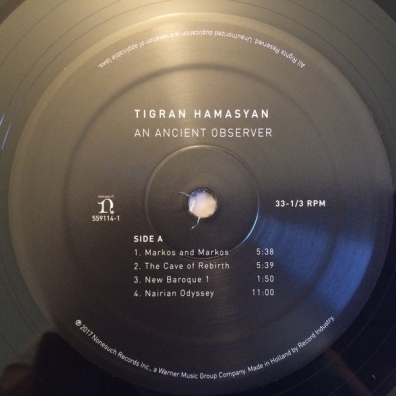 All Rights Reserved. Unauthorized duplication is a violation of applicable laws.
TIGRAN HAMASYAN
AN ANCIENT OBSERVER
nonesuch
n.
559114-1
33-1/3 RPM
SIDE A
1. Markos and Markos 5:38
2. The Cave of Rebirth 5:39
3. New Baroque 1 1:50
4. Nairian Odyssey 11:00
℗ 2017 Nonesuch Records Inc., a Warner Music Group Company. Made in Holland by Record Industry.